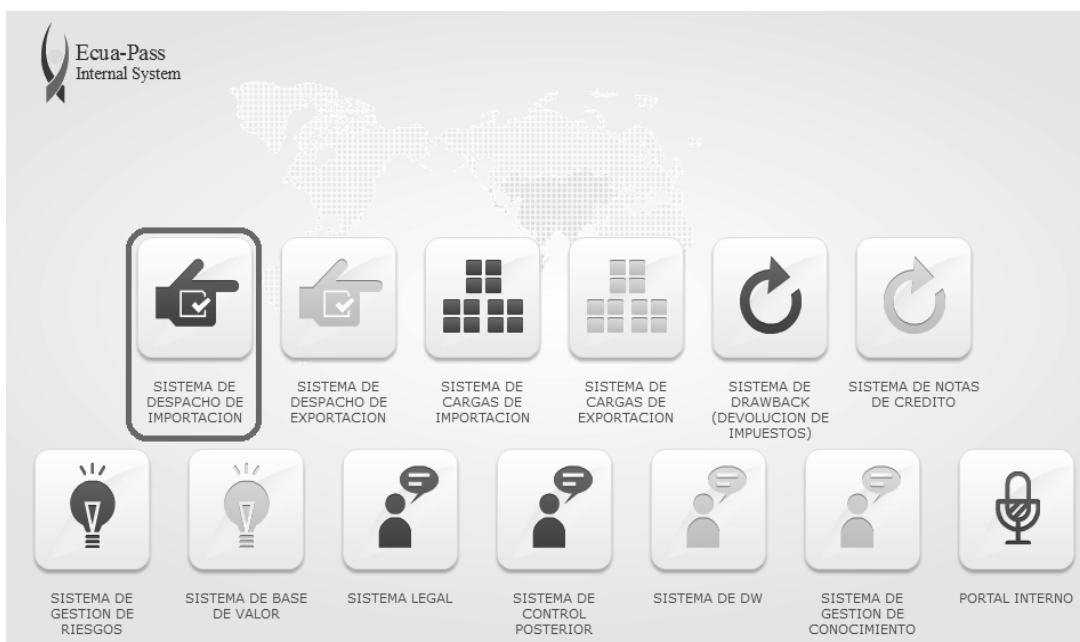 Ecua-Pass
Internal System
SISTEMA DE
DESPACHO DE
IMPORTACION
SISTEMA DE
DESPACHO DE
EXPORTACION
SISTEMA DE
CARGAS DE
IMPORTACION
SISTEMA DE
CARGAS DE
EXPORTACION
SISTEMA DE
DRAWBACK
(DEVOLUCION DE
IMPUESTOS)
SISTEMA DE NOTAS
DE CREDITO
SISTEMA DE
GESTION DE
RIESGOS
SISTEMA DE BASE
DE VALOR
SISTEMA LEGAL
SISTEMA DE
CONTROL
POSTERIOR
SISTEMA DE DW
SISTEMA DE
GESTION DE
CONOCIMIENTO
PORTAL INTERNO